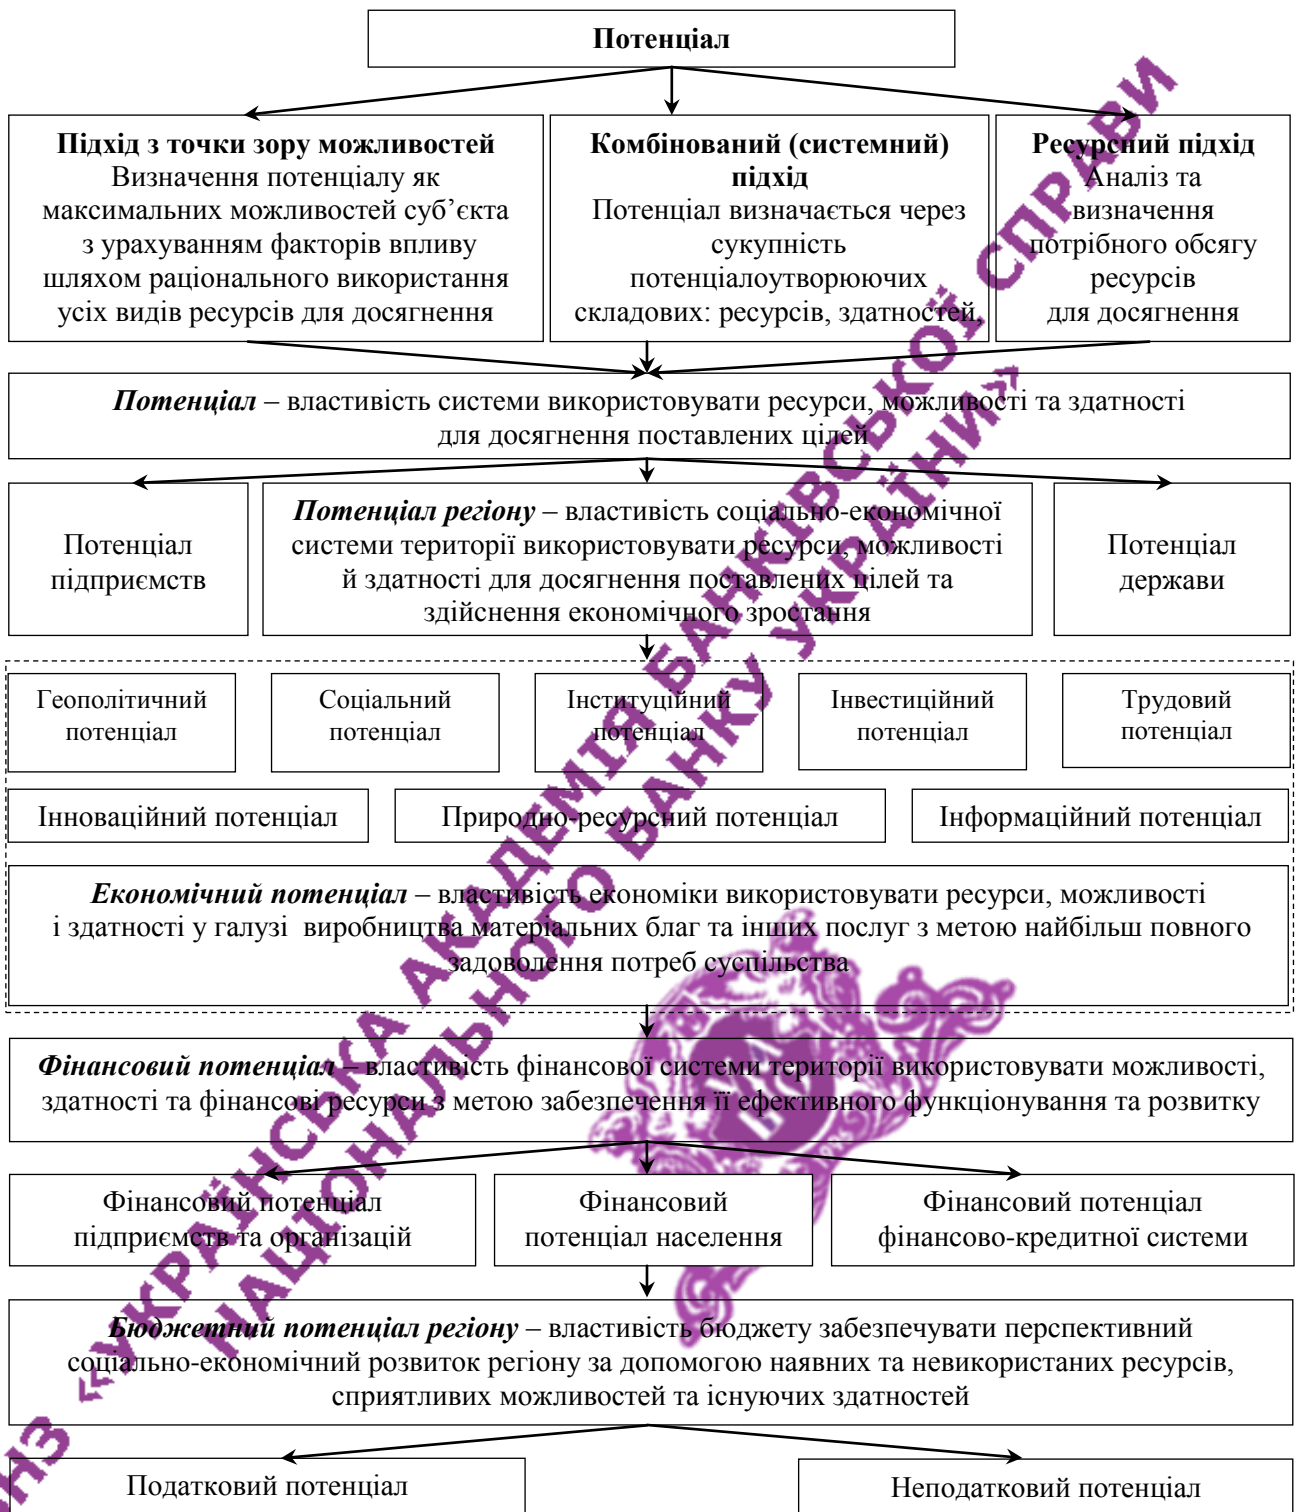 Потенціал
Підхід з точки зору можливостей
Визначення потенціалу як
максимальних можливостей суб’єкта
з урахуванням факторів впливу
шляхом раціонального використання
усіх видів ресурсів для досягнення
Комбінований (системний)
підхід
Потенціал визначається через
сукупність
потенціалоутворюючих
складових: ресурсів, здатностей,
Ресурсний підхід
Аналіз та
визначення
потрібного обсягу
ресурсів
для досягнення
Потенціал – властивість системи використовувати ресурси, можливості та здатності
для досягнення поставлених цілей
Потенціал
підприємств
Потенціал регіону – властивість соціально-економічної
системи території використовувати ресурси, можливості
й здатності для досягнення поставлених цілей та
здійснення економічного зростання
Потенціал
держави
Геополітичний
потенціал
Соціальний
потенціал
Інституційний
потенціал
Інвестиційний
потенціал
Трудовий
потенціал
Інноваційний потенціал
Природно-ресурсний потенціал
Інформаційний потенціал
Економічний потенціал – властивість економіки використовувати ресурси, можливості
і здатності у галузі виробництва матеріальних благ та інших послуг з метою найбільш повного
задоволення потреб суспільства
Фінансовий потенціал – властивість фінансової системи території використовувати можливості,
здатності та фінансові ресурси з метою забезпечення її ефективного функціонування та розвитку
Фінансовий потенціал
підприємств та організацій
Фінансовий
потенціал населення
Фінансовий потенціал
фінансово-кредитної системи
Бюджетний потенціал регіону – властивість бюджету забезпечувати перспективний
соціально-економічний розвиток регіону за допомогою наявних та невикористаних ресурсів,
сприятливих можливостей та існуючих здатностей
Податковий потенціал
Неподатковий потенціал
«УКРАЇНСЬКА АКАДЕМІЯ БАНКІВСЬКОЇ СПРАВИ
НАЦІОНАЛЬНОГО БАНКУ УКРАЇНИ»